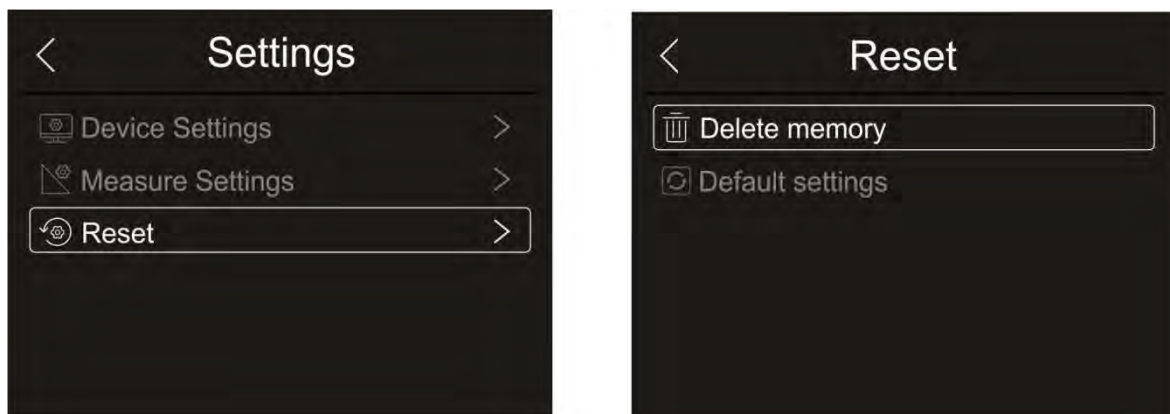 Settings
Device Settings
Measure Settings
Reset
Reset
Delete memory
Default settings